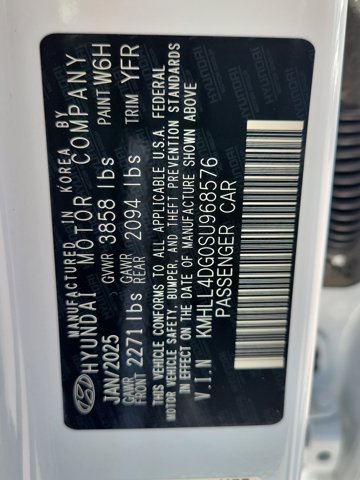 MANUFACTURED IN KOREA BY
HYUNDAI MOTOR COMPANY
JAN/2025 GVWR 3858 lbs PAINT W6H
GAWR FRONT 2271 lbs GAWR REAR 2094 lbs TRIM YFR
THIS VEHICLE CONFORMS TO ALL APPLICABLE U.S.A. FEDERAL
MOTOR VEHICLE SAFETY, BUMPER, AND THEFT PREVENTION STANDARDS
IN EFFECT ON THE DATE OF MANUFACTURE SHOWN ABOVE
V.I.N KMHLL4DG0SU968576
PASSENGER CAR